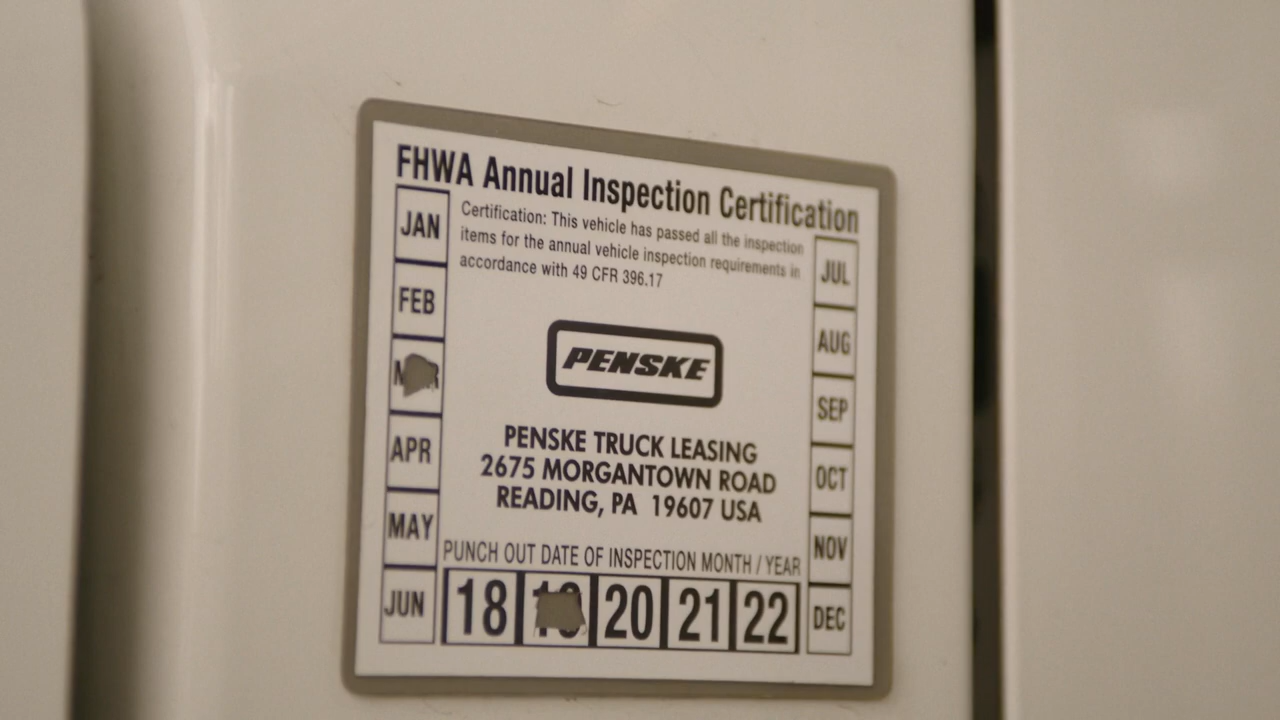 FHWA Annual Inspection Certification
Certification: This vehicle has passed all the inspection
items for the annual vehicle inspection requirements in
accordance with 49 CFR 396.17
JAN
FEB
APR
MAY
JUN
PENSKE
PENSKE TRUCK LEASING
2675 MORGANTOWN ROAD
READING, PA 19607 USA
PUNCH OUT DATE OF INSPECTION MONTH / YEAR
18 20 21 22
JUL
AUG
SEP
OCT
NOV
DEC